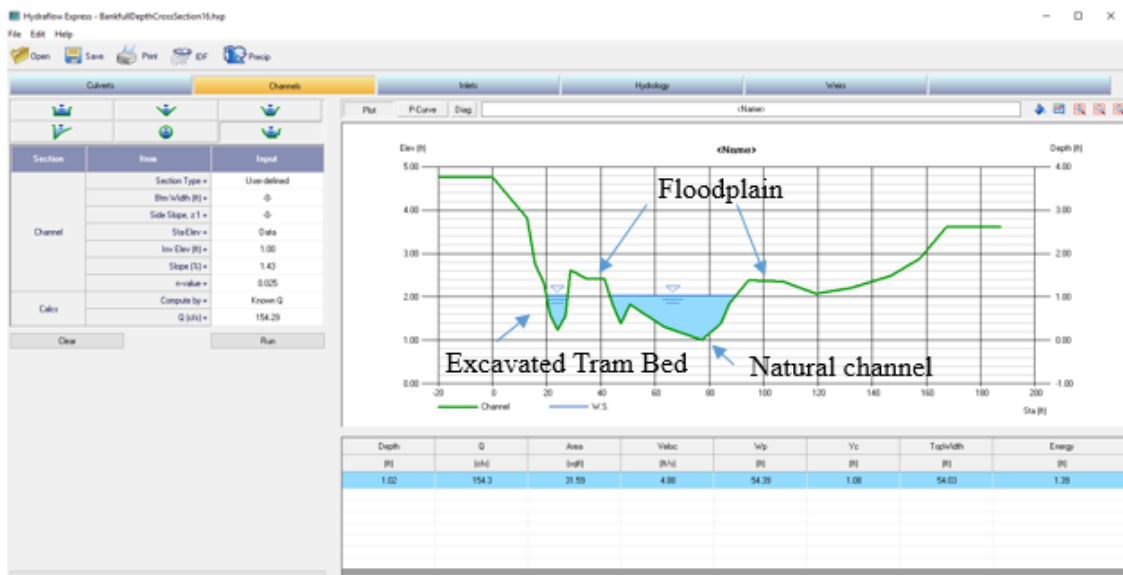 Hydraflow Express - BankfullDepthCrossSection16.hxp
File Edit Help
Open Save Print IDF Precip
Culverts Channels Inlets Hydrology Weirs
Plot P-Curve Diag <Name>
Section Item Input
Channel
Section Type = User-defined
Btm Width (ft) = -0-
Side Slope, z:1 = -0-
Sta-Elev = Data
Inv Elev (ft) = 1.00
Slope (%) = 1.43
n-value = 0.025
Calcs
Compute by = Known Q
Q (cfs) = 154.29
Clear Run
Elev (ft) <Name> Depth (ft)
5.00 4.00
Floodplain
4.00 3.00
3.00 2.00
2.00 1.00
1.00 0.00
Excavated Tram Bed Natural channel
0.00 -1.00
-20 0 20 40 60 80 100 120 140 160 180 200
Channel W.S. Sta (ft)
Depth Q Area Veloc Wp Yc TopWidth Energy
(ft) (cfs) (sqft) (ft/s) (ft) (ft) (ft) (ft)
1.02 154.3 31.59 4.88 54.39 1.08 54.03 1.39